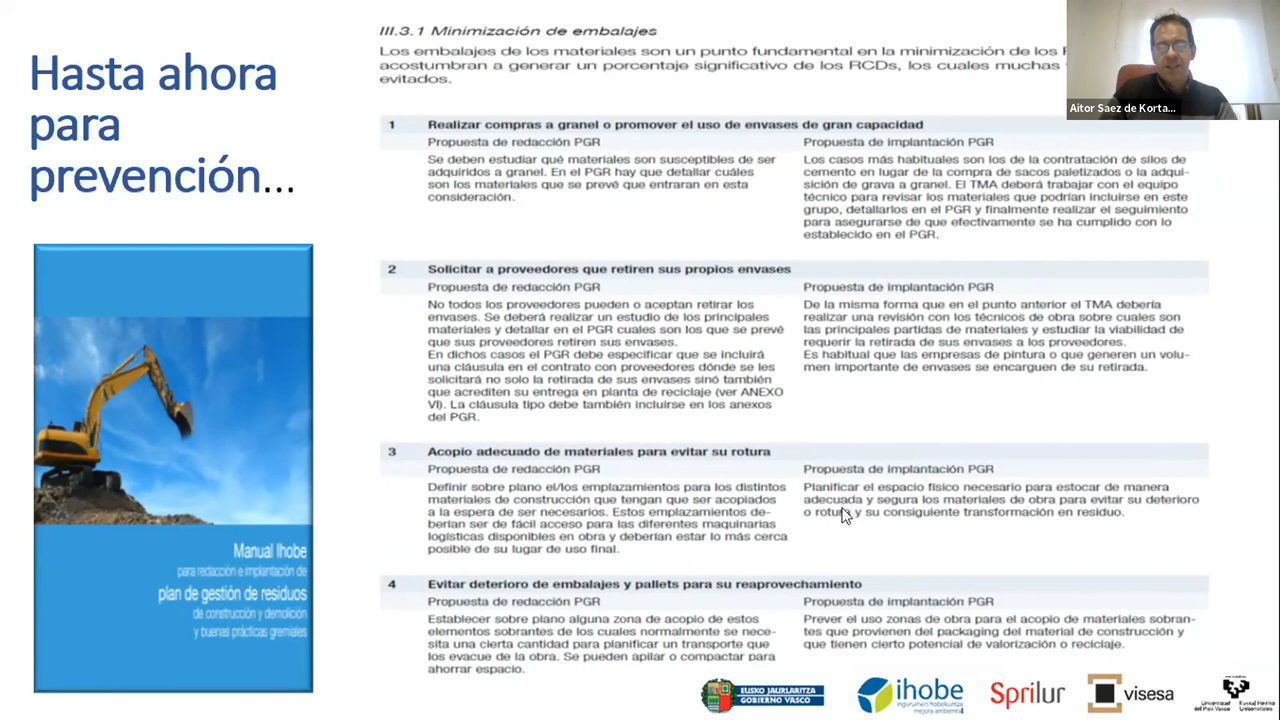 Hasta ahora
para
prevención...
III.3.1 Minimización de embalajes
Los embalajes de los materiales son un punto fundamental en la minimización de los
acostumbran a generar un porcentaje significativo de los RCDs, los cuales muchas
evitados.
Aitor Saez de Korta...
1 Realizar compras a granel o promover el uso de envases de gran capacidad
Propuesta de redacción PGR
Se deben estudiar qué materiales son susceptibles de ser
adquiridos a granel. En el PGR hay que detallar cuáles
son los materiales que se prevé que entraran en esta
consideración.
Propuesta de implantación PGR
Los casos más habituales son los de la contratación de silos de
cemento en lugar de la compra de sacos paletizados o la adqui-
sición de grava a granel. El TMA deberá trabajar con el equipo
técnico para revisar los materiales que podrían incluirse en este
grupo, detallarlos en el PGR y finalmente realizar el seguimiento
para asegurarse de que efectivamente se ha cumplido con lo
establecido en el PGR.
2 Solicitar a proveedores que retiren sus propios envases
Propuesta de redacción PGR
No todos los proveedores pueden o aceptan retirar los
envases. Se deberá realizar un estudio de los principales
materiales y detallar en el PGR cuales son los que se prevé
que sus proveedores retiren sus envases.
En dichos casos el PGR debe especificar que se incluirá
una cláusula en el contrato con proveedores dónde se les
solicitará no solo la retirada de sus envases sinó también
que acrediten su entrega en planta de reciclaje (ver ANEXO
VI). La cláusula tipo debe también incluirse en los anexos
del PGR.
Propuesta de implantación PGR
De la misma forma que en el punto anterior el TMA debería
realizar una revisión con los técnicos de obra sobre cuales son
las principales partidas de materiales y estudiar la viabilidad de
requerir la retirada de sus envases a los proveedores.
Es habitual que las empresas de pintura o que generen un volu-
men importante de envases se encarguen de su retirada.
3 Acopio adecuado de materiales para evitar su rotura
Propuesta de redacción PGR
Definir sobre plano el/los emplazamientos para los distintos
materiales de construcción que tengan que ser acopiados
a la espera de ser necesarios. Estos emplazamientos de-
berían ser de fácil acceso para las diferentes maquinarias
logísticas disponibles en obra y deberían estar lo más cerca
posible de su lugar de uso final.
Propuesta de implantación PGR
Planificar el espacio físico necesario para estocar de manera
adecuada y segura los materiales de obra para evitar su deterioro
o rotura y su consiguiente transformación en residuo.
4 Evitar deterioro de embalajes y pallets para su reaprovechamiento
Propuesta de redacción PGR
Establecer sobre plano alguna zona de acopio de estos
elementos sobrantes de los cuales normalmente se nece-
sita una cierta cantidad para planificar un transporte que
los evacue de la obra. Se pueden apilar o compactar para
ahorrar espacio.
Propuesta de implantación PGR
Prever el uso zonas de obra para el acopio de materiales sobran-
tes que provienen del packaging del material de construcción y
que tienen cierto potencial de valorización o reciclaje.
Manual Ihobe
para redacción e implantación de
plan de gestión de residuos
de construcción y demolición
y buenas prácticas gremiales
EUSKO JAURLARITZA
GOBIERNO VASCO
ihobe
ingurumen hobekuntza
mejora ambiental
Sprilur
visesa
Universidad del País Vasco
Euskal Herriko Unibertsitatea